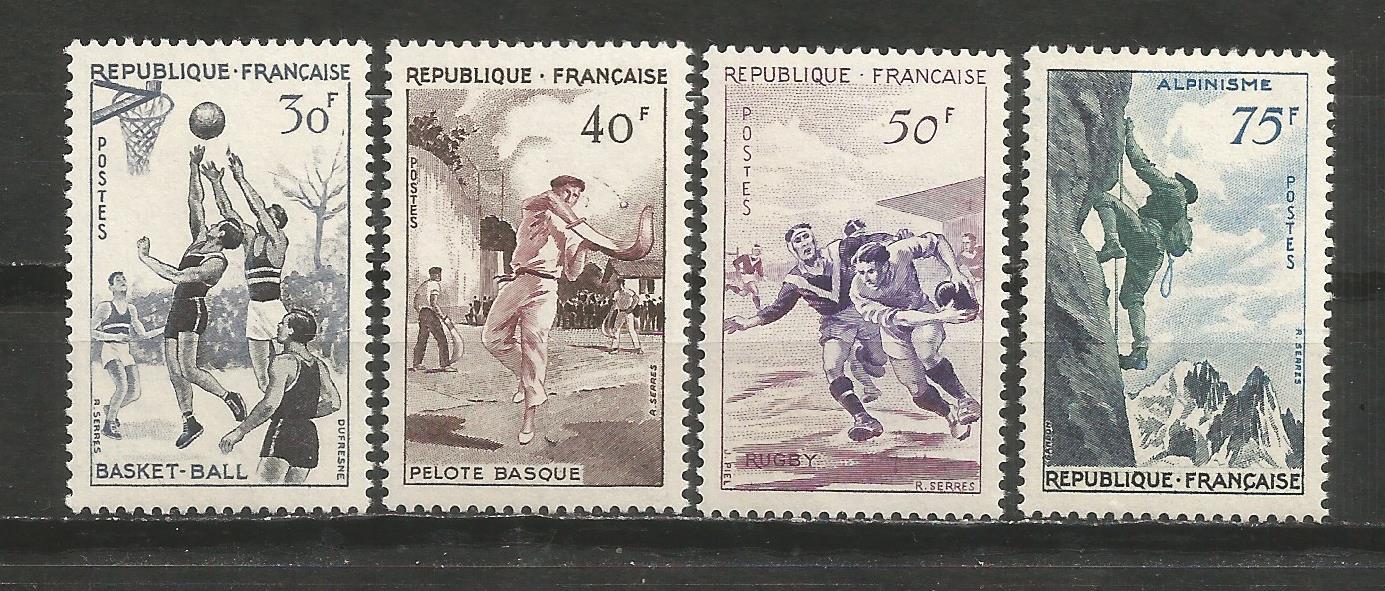 REPUBLIQUE·FRANÇAISE
30F
POSTES
R.SERRES
DUFRESNE
BASKET-BALL
REPUBLIQUE·FRANÇAISE
40F
POSTES
R.SERRES
PELOTE BASQUE
REPUBLIQUE·FRANÇAISE
50F
POSTES
RUGBY
J.PIEL
R.SERRES
ALPINISME
75F
POSTES
R.SERRES
GANDON
REPUBLIQUE·FRANÇAISE